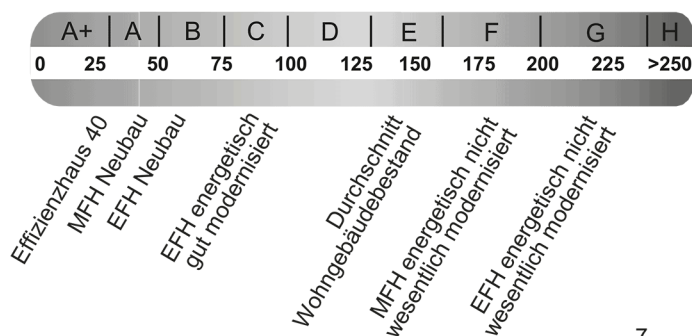 A+ | A | B | C | D | E | F | G | H
0 25 50 75 100 125 150 175 200 225 >250
Effizienzhaus 40
MFH Neubau
EFH Neubau
EFH energetisch
gut modernisiert
Durchschnitt
Wohngebäudebestand
MFH energetisch nicht
wesentlich modernisiert
EFH energetisch nicht
wesentlich modernisiert